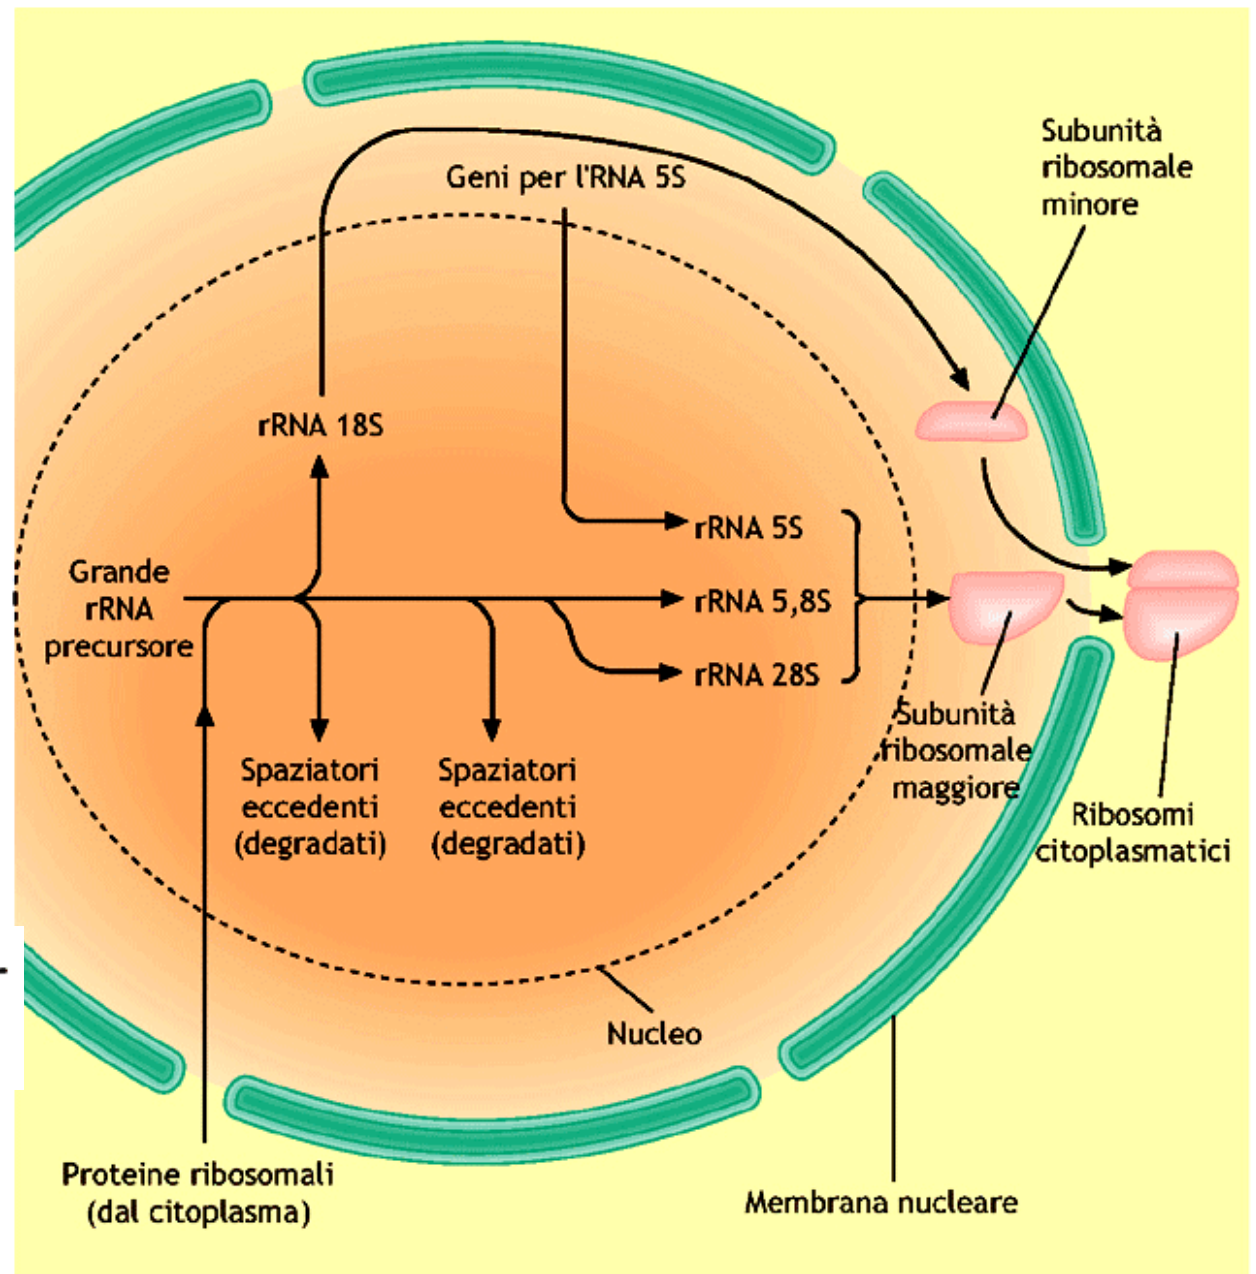 Subunità
ribosomale
minore
Geni per l'RNA 5S
rRNA 18S
rRNA 5S
Grande
rRNA
precursore
rRNA 5,8S
rRNA 28S
Subunità
ribosomale
maggiore
Spaziatori
eccedenti
(degradati)
Spaziatori
eccedenti
(degradati)
Ribosomi
citoplasmatici
Nucleo
Proteine ribosomali
(dal citoplasma)
Membrana nucleare